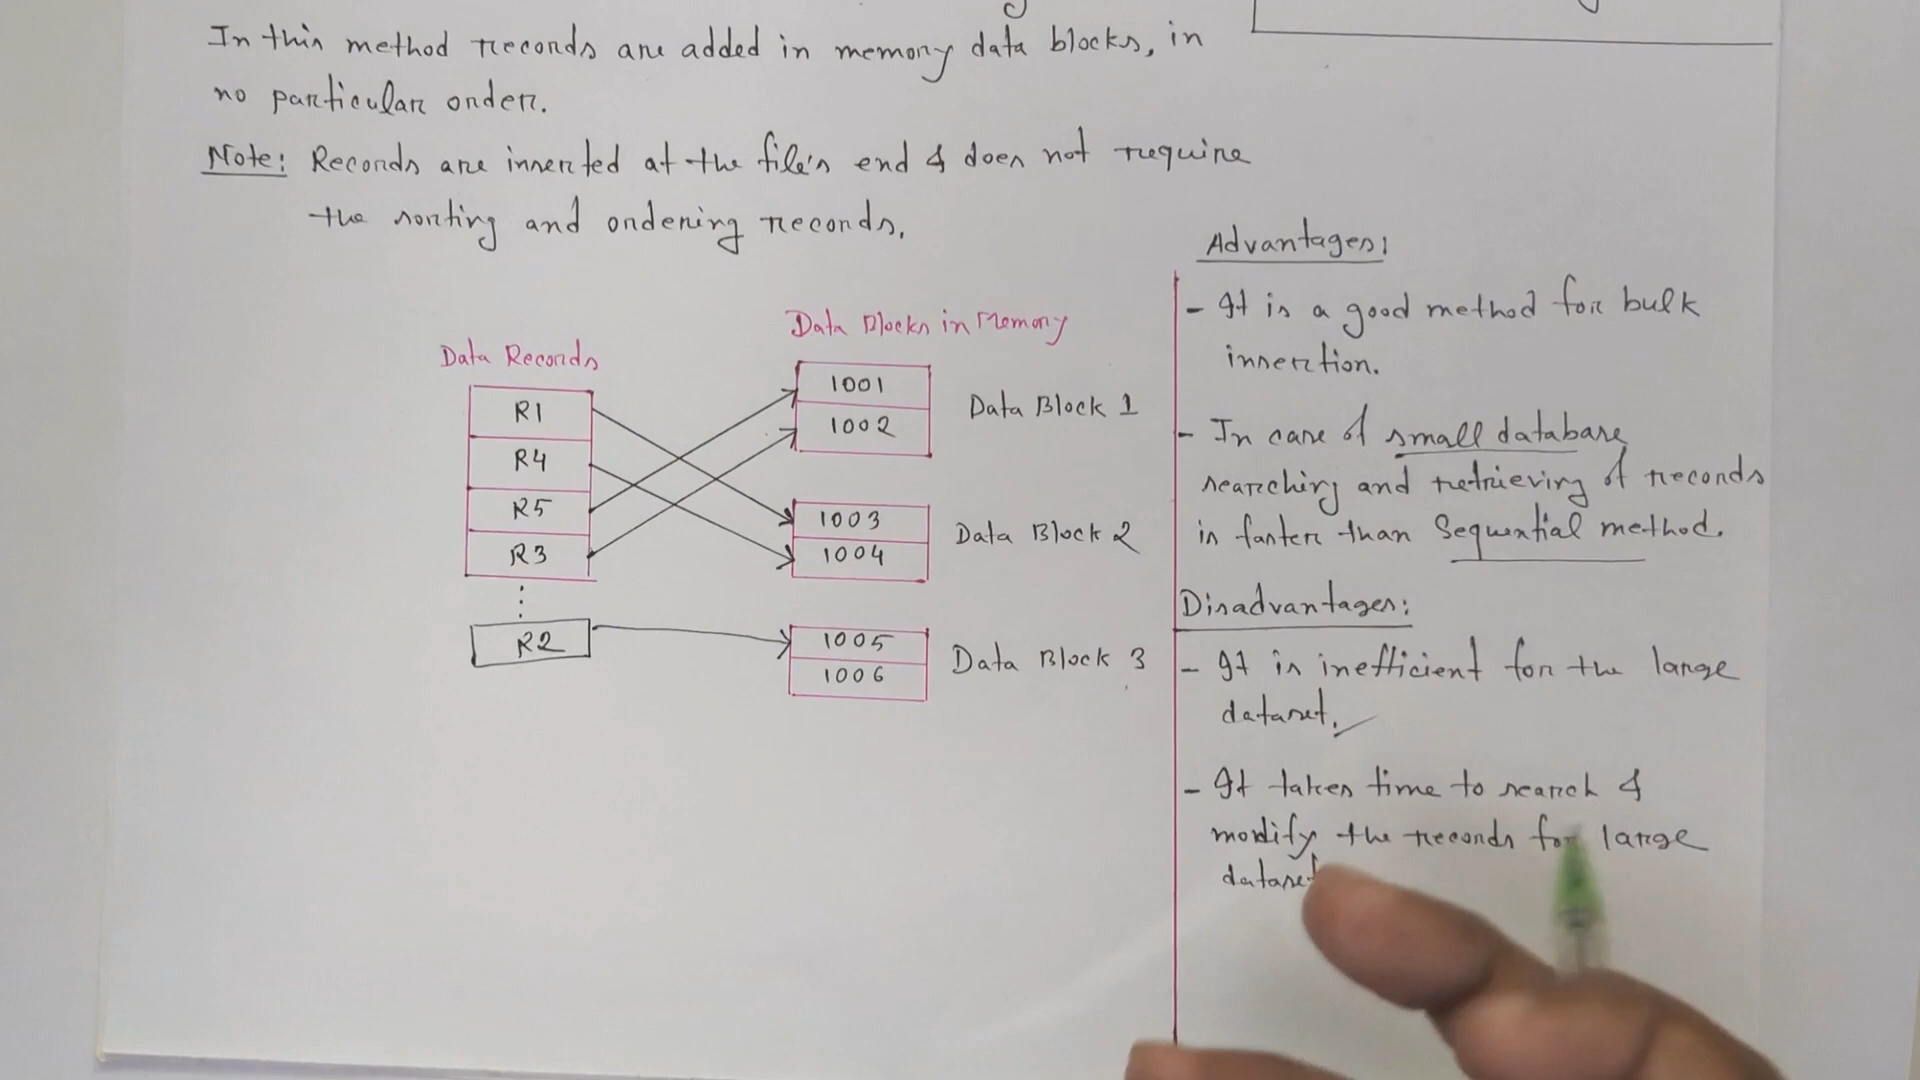 In this method records are added in memory data blocks, in
no particular order.
Note: Records are inserted at the file's end & does not require
the sorting and ordering records.
Data Records
R1
R4
R5
R3
R2
Data Blocks in Memory
1001
1002
Data Block 1
1003
1004
Data Block 2
1005
1006
Data Block 3
Advantages:
- It is a good method for bulk
insertion.
- In case of small database
searching and retrieving of records
is faster than Sequential method.
Disadvantages:
- It is inefficient for the large
dataset.
- It takes time to search &
modify the records for large
dataset